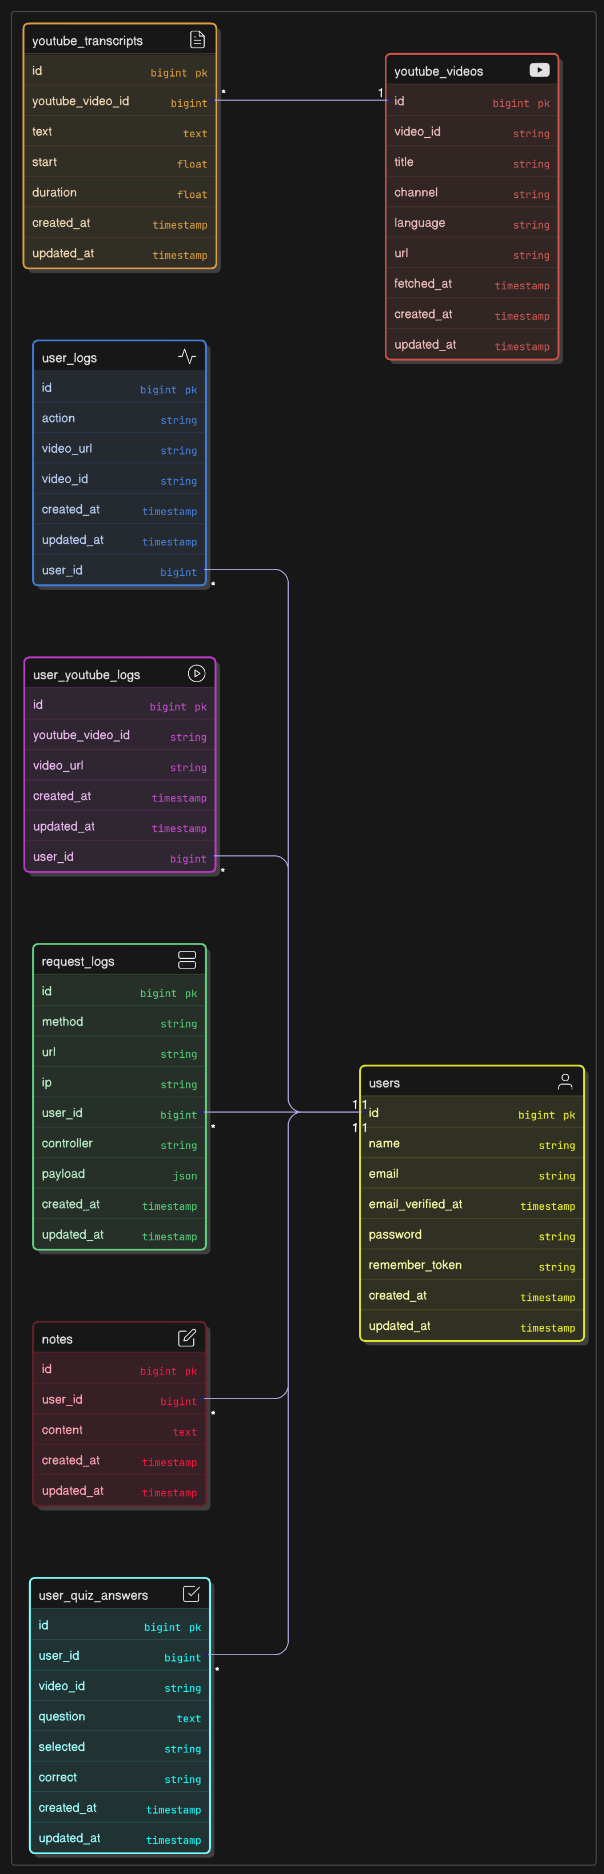 youtube_transcripts
id bigint pk
youtube_video_id bigint
text text
start float
duration float
created_at timestamp
updated_at timestamp
* 1
youtube_videos
id bigint pk
video_id string
title string
channel string
language string
url string
fetched_at timestamp
created_at timestamp
updated_at timestamp
user_logs
id bigint pk
action string
video_url string
video_id string
created_at timestamp
updated_at timestamp
user_id bigint
*
user_youtube_logs
id bigint pk
youtube_video_id string
video_url string
created_at timestamp
updated_at timestamp
user_id bigint
*
request_logs
id bigint pk
method string
url string
ip string
user_id bigint
*
controller string
payload json
created_at timestamp
updated_at timestamp
users
1 1
id bigint pk
1 1
name string
email string
email_verified_at timestamp
password string
remember_token string
created_at timestamp
updated_at timestamp
notes
id bigint pk
user_id bigint
*
content text
created_at timestamp
updated_at timestamp
user_quiz_answers
id bigint pk
user_id bigint
*
video_id string
question text
selected string
correct string
created_at timestamp
updated_at timestamp